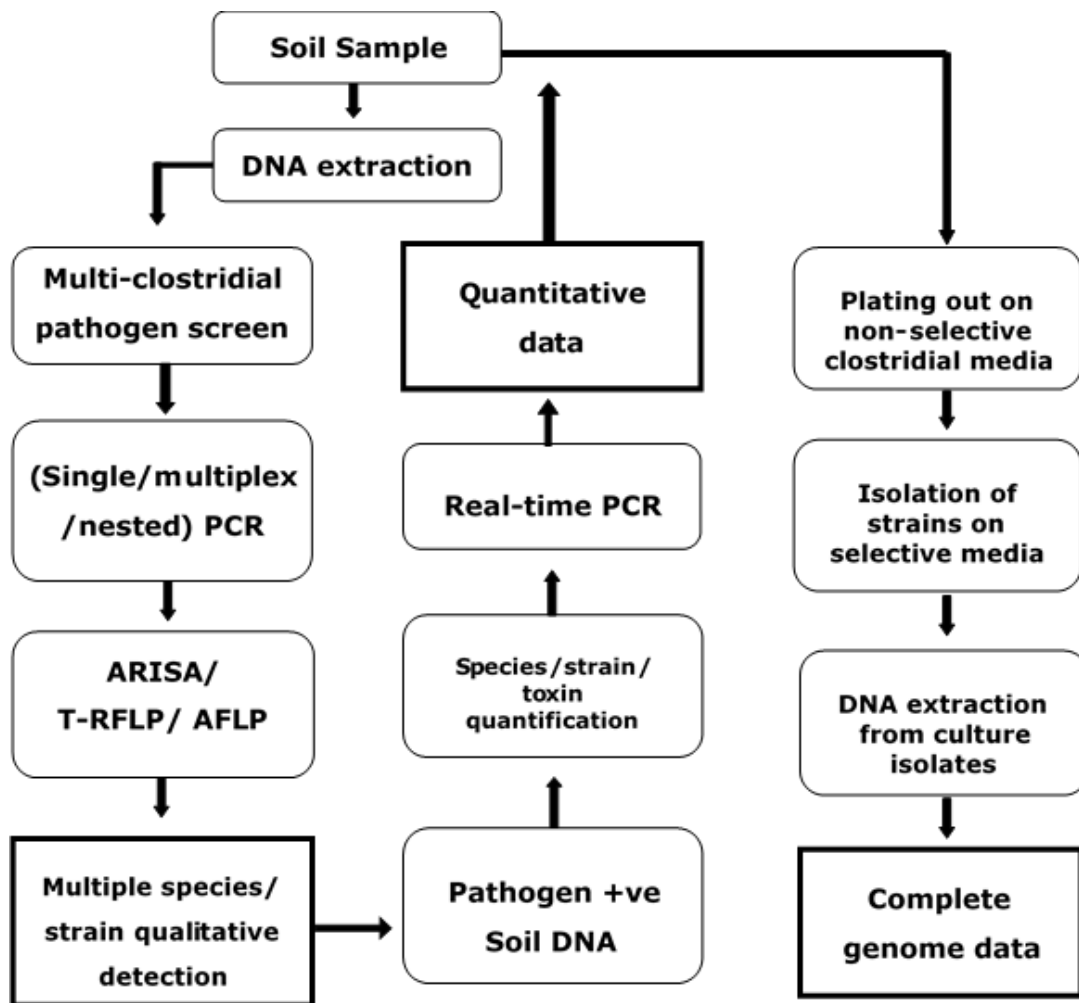 Soil Sample
DNA extraction
Multi-clostridial
pathogen screen
(Single/multiplex
/nested) PCR
ARISA/
T-RFLP/ AFLP
Multiple species/
strain qualitative
detection
Quantitative
data
Real-time PCR
Species/strain/
toxin
quantification
Pathogen +ve
Soil DNA
Plating out on
non-selective
clostridial media
Isolation of
strains on
selective media
DNA extraction
from culture
isolates
Complete
genome data